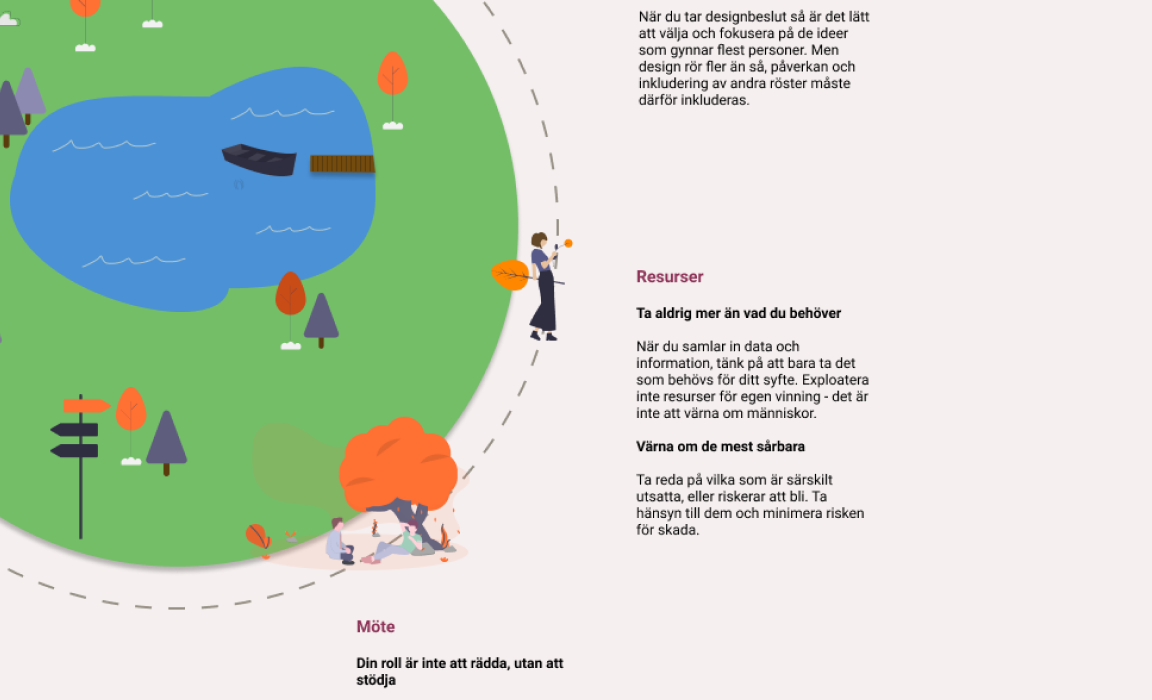 När du tar designbeslut så är det lätt
att välja och fokusera på de ideer
som gynnar flest personer. Men
design rör fler än så, påverkan och
inkludering av andra röster måste
därför inkluderas.
Resurser
Ta aldrig mer än vad du behöver
När du samlar in data och
information, tänk på att bara ta det
som behövs för ditt syfte. Exploatera
inte resurser för egen vinning - det är
inte att värna om människor.
Värna om de mest sårbara
Ta reda på vilka som är särskilt
utsatta, eller riskerar att bli. Ta
hänsyn till dem och minimera risken
för skada.
Möte
Din roll är inte att rädda, utan att
stödja